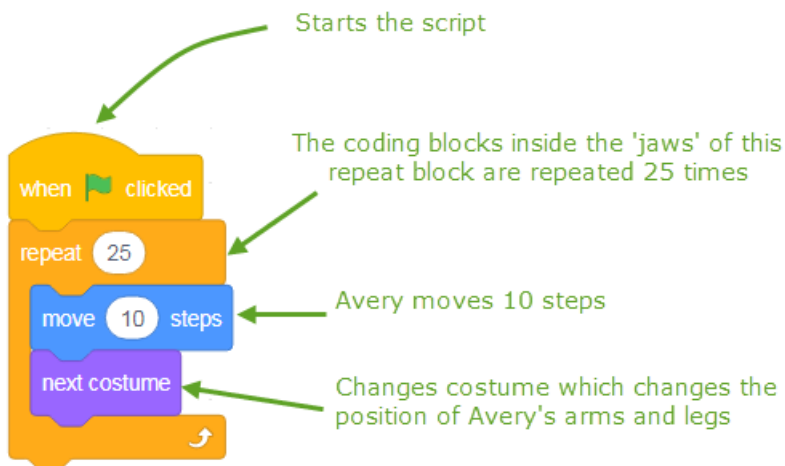 Starts the script
The coding blocks inside the 'jaws' of this
repeat block are repeated 25 times
when clicked
repeat 25
move 10 steps
Avery moves 10 steps
next costume
Changes costume which changes the
position of Avery's arms and legs